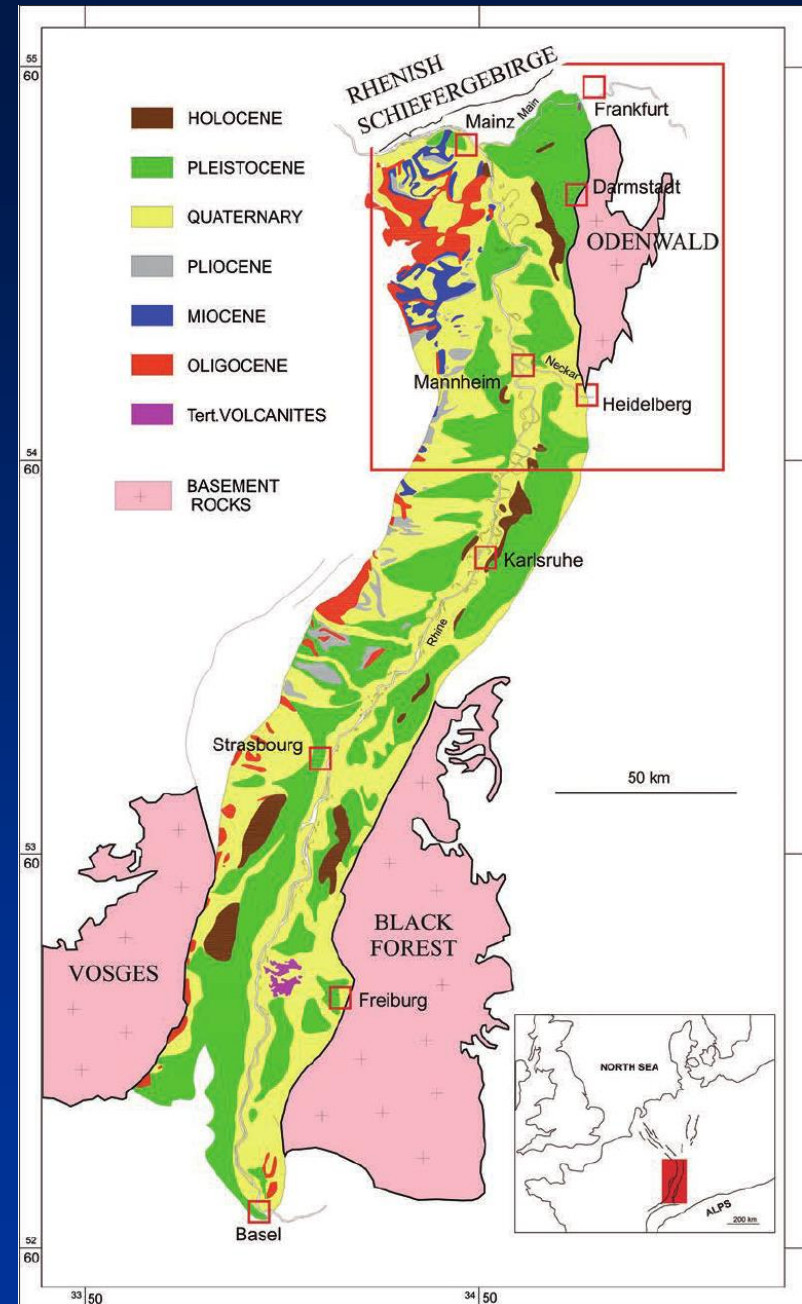 55
60
RHENISH
SCHIEFERGEBIRGE
Main
Frankfurt
Mainz
HOLOCENE
PLEISTOCENE
QUATERNARY
PLIOCENE
MIOCENE
OLIGOCENE
Tert.VOLCANITES
BASEMENT
ROCKS
Darmstadt
ODENWALD
Mannheim
Neckar
Heidelberg
54
60
Karlsruhe
Rhine
Strasbourg
50 km
53
60
BLACK
FOREST
VOSGES
Freiburg
NORTH SEA
ALPS
200 km
Basel
52
60
33 50
34 50